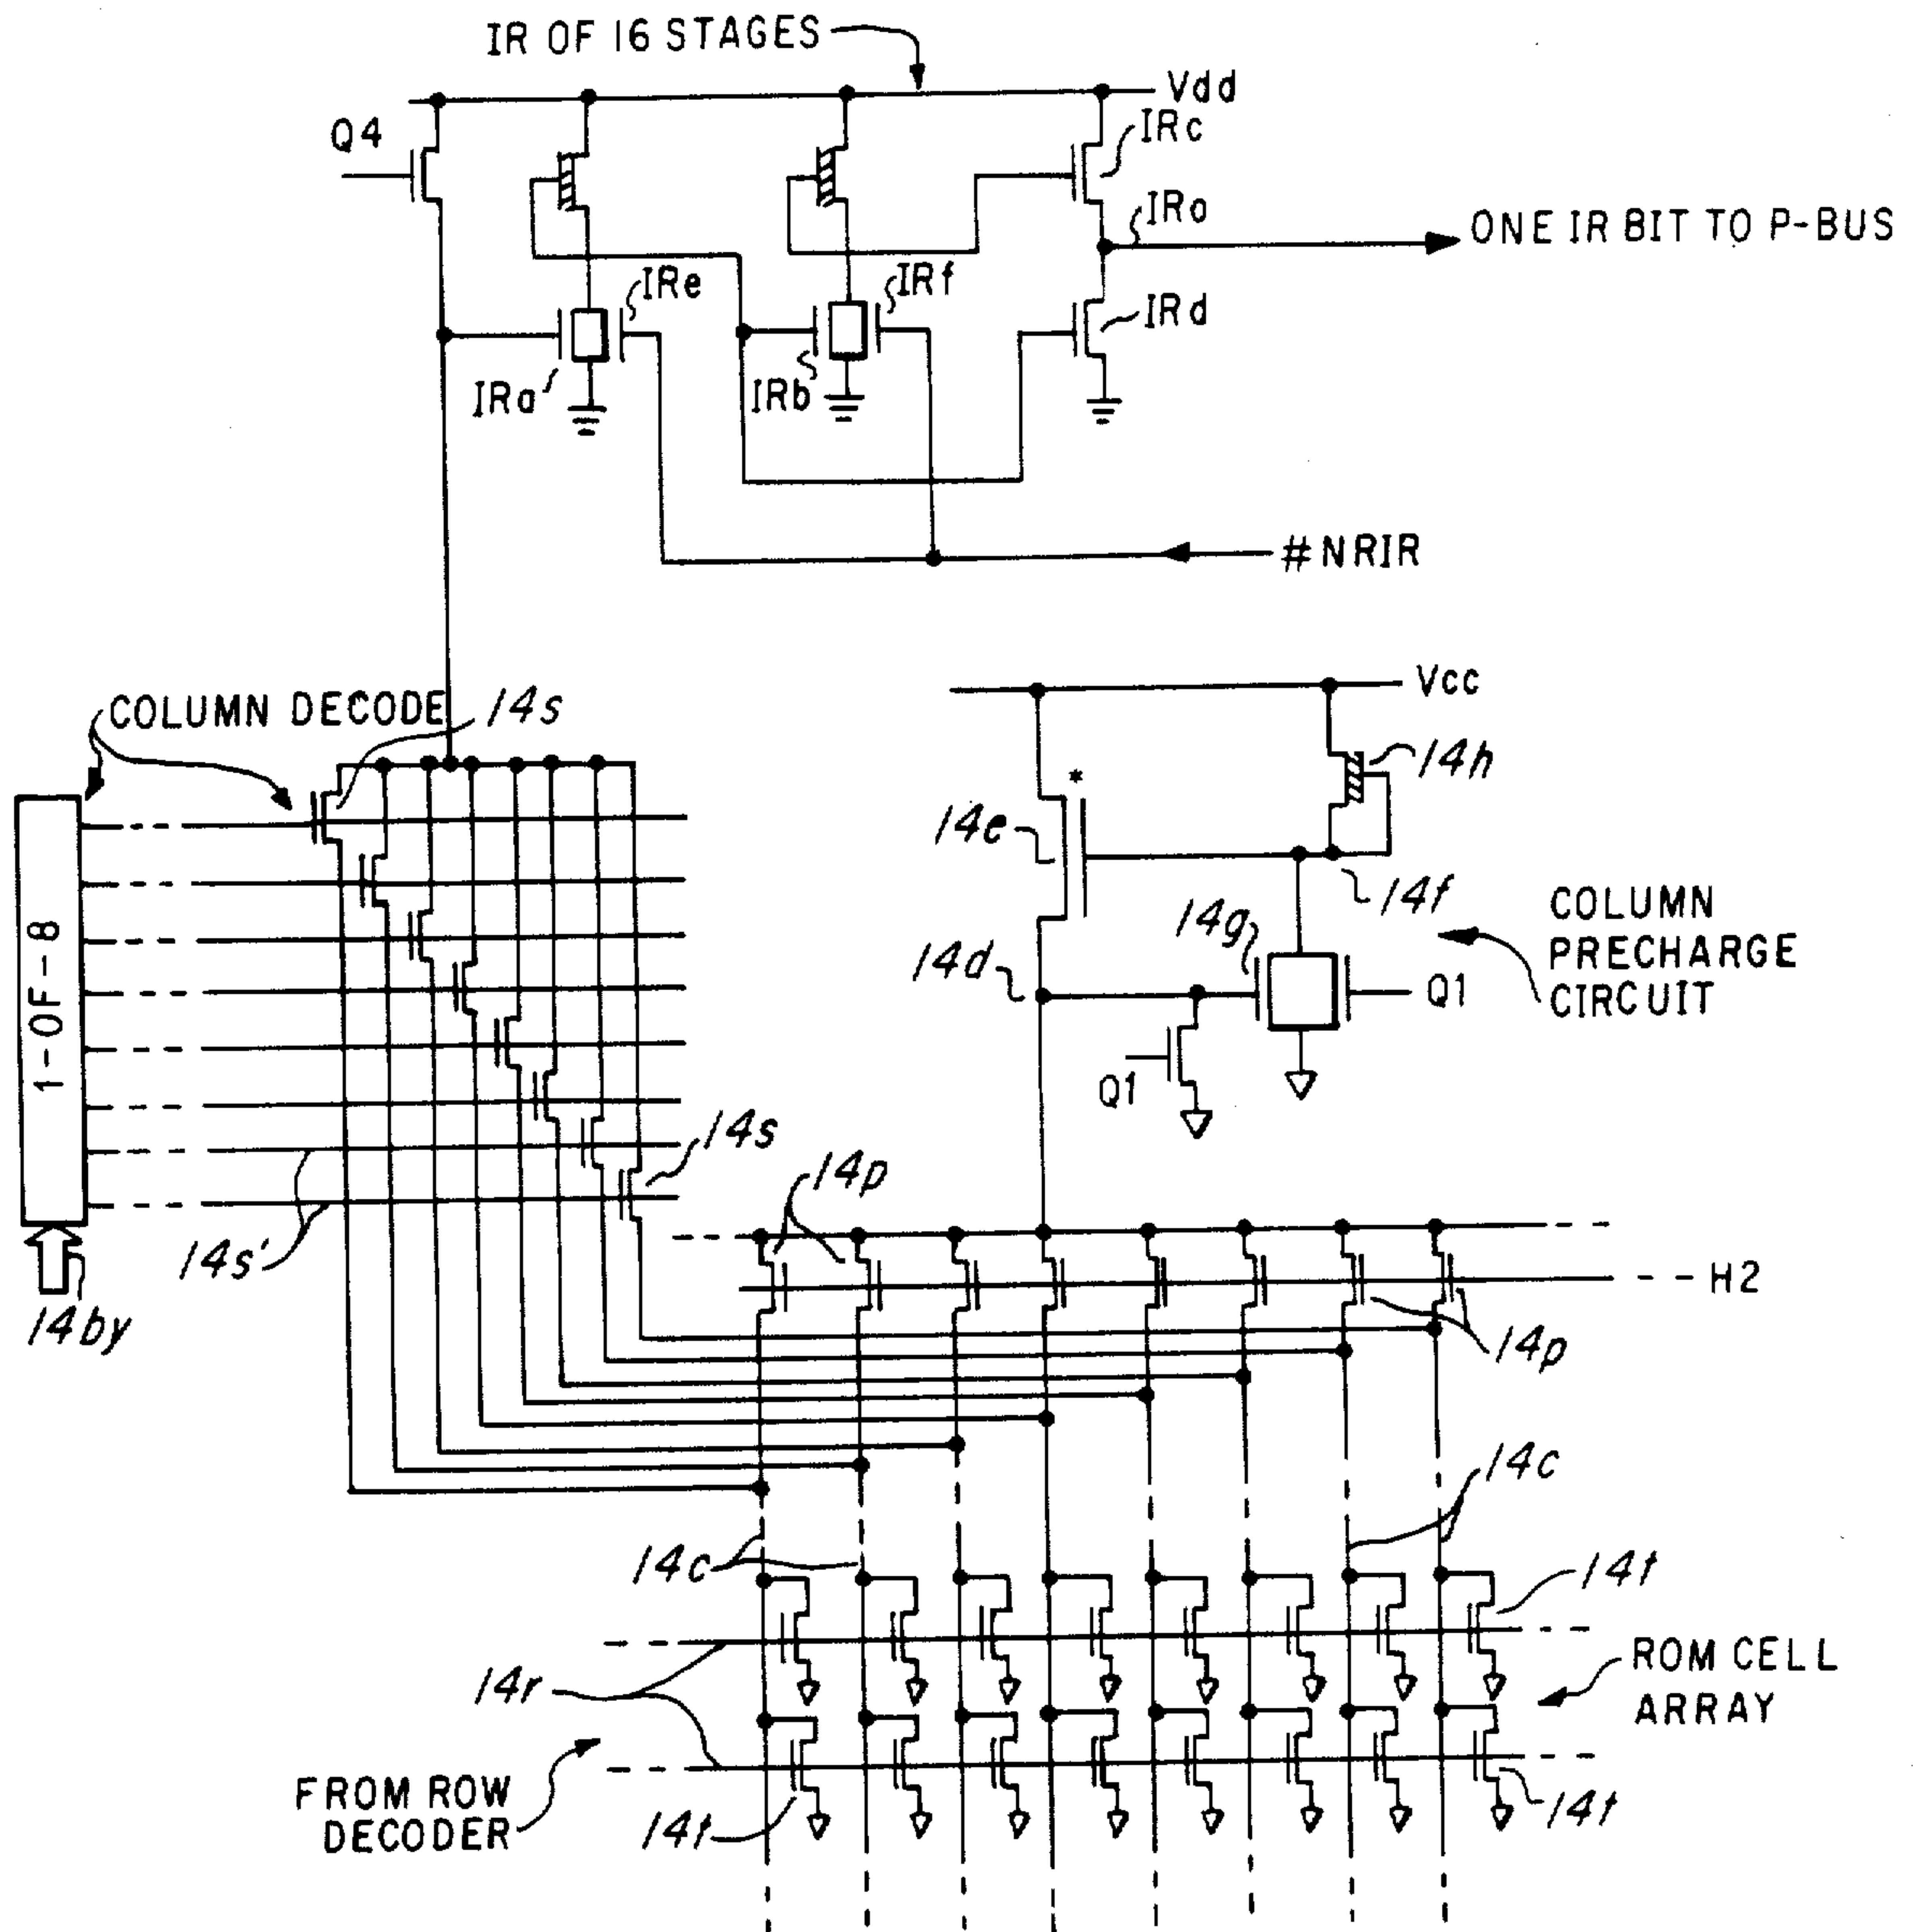 IR OF 16 STAGES
Vdd
Q4
IRc
IRo
ONE IR BIT TO P-BUS
IRe
IRf
IRd
IRa
IRb
#NRIR
Vcc
COLUMN DECODE
14s
14h
14e
14f
COLUMN
PRECHARGE
CIRCUIT
14g
14d
Q1
Q1
1-OF-8
14s
14p
14s'
H2
14by
14p
14c
14c
14t
ROM CELL
ARRAY
14r
FROM ROW
DECODER
14t
14t
*